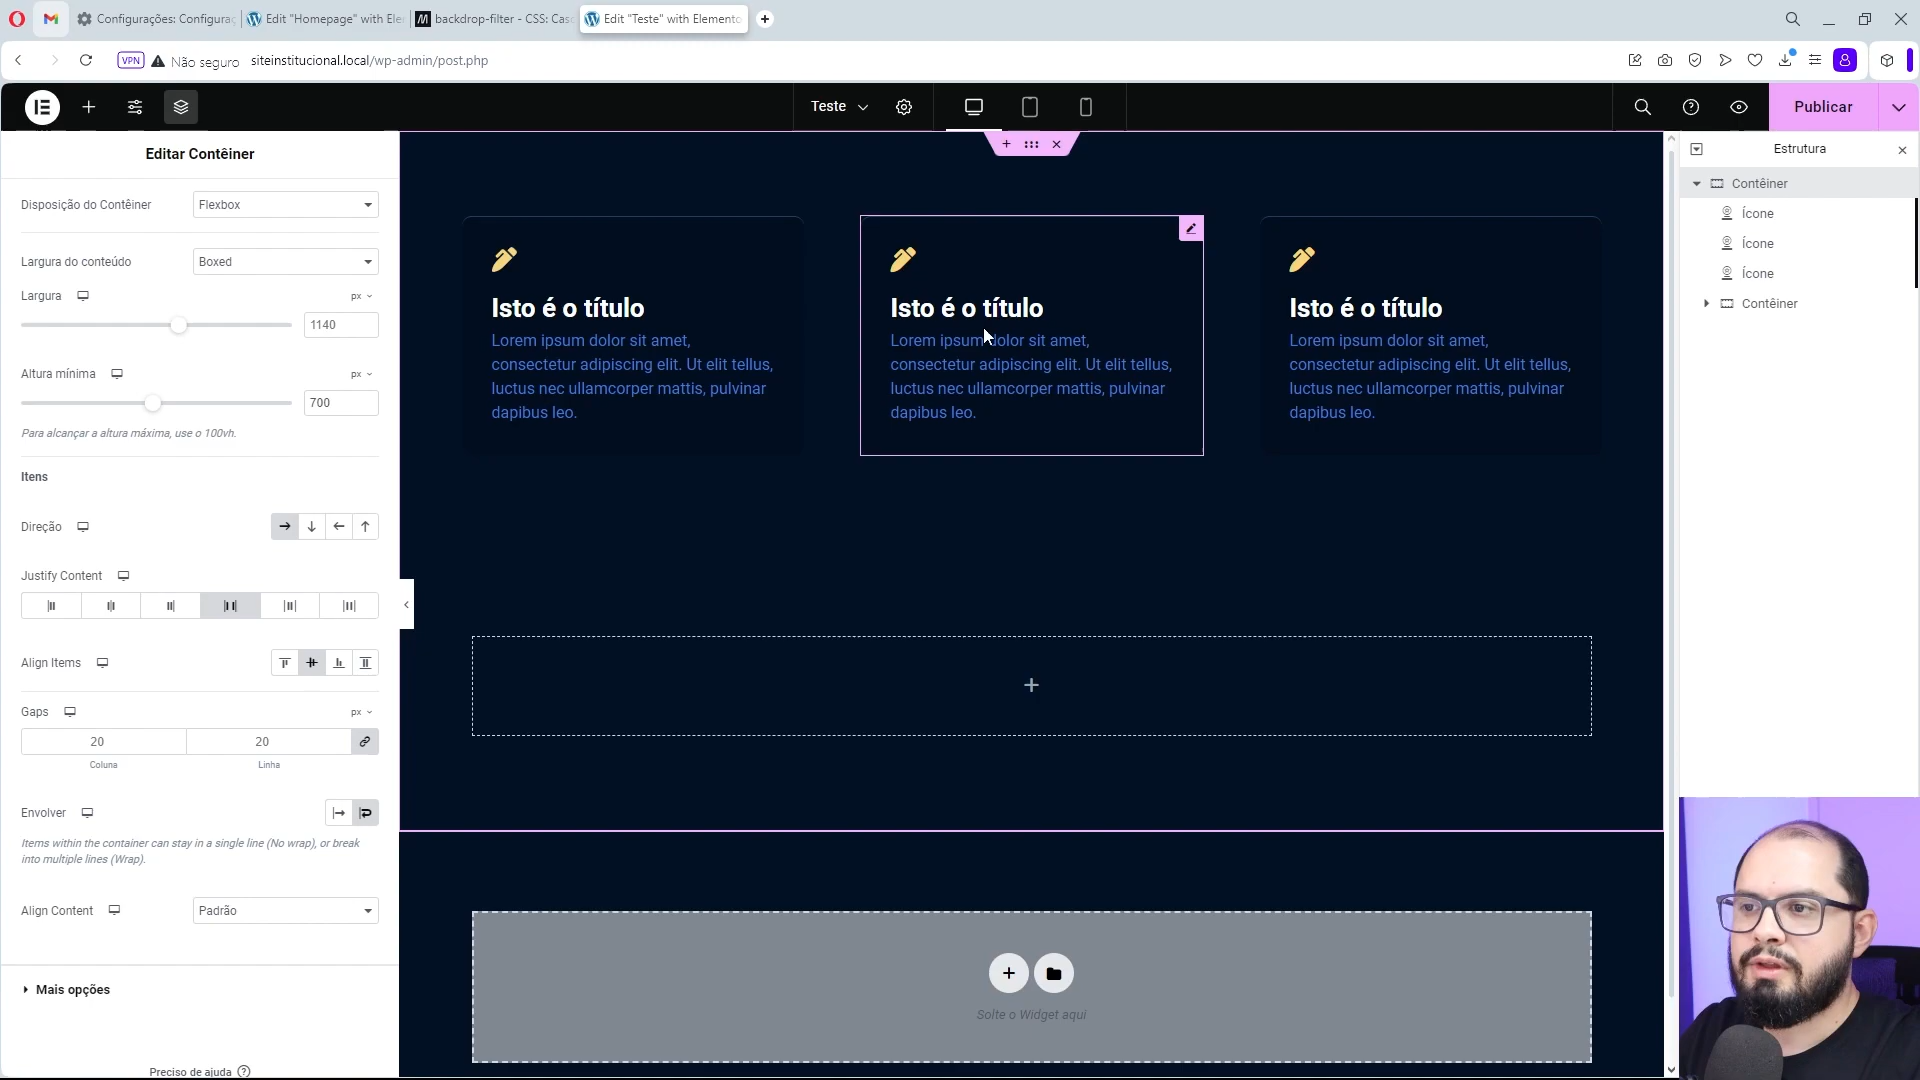 Configurações: Configuraç
Edit "Homepage" with Ele
backdrop-filter - CSS: Casc
Edit "Teste" with Elemento
VPN
Não seguro
siteinstitucional.local/wp-admin/post.php
Teste
Publicar
Editar Contêiner
Disposição do Contêiner
Flexbox
Largura do conteúdo
Boxed
Largura
px
1140
Altura mínima
px
700
Para alcançar a altura máxima, use o 100vh.
Itens
Direção
Justify Content
Align Items
Gaps
px
20
20
Coluna
Linha
Envolver
Items within the container can stay in a single line (No wrap), or break
into multiple lines (Wrap).
Align Content
Padrão
Mais opções
Preciso de ajuda
Isto é o título
Lorem ipsum dolor sit amet,
consectetur adipiscing elit. Ut elit tellus,
luctus nec ullamcorper mattis, pulvinar
dapibus leo.
Isto é o título
Lorem ipsum dolor sit amet,
consectetur adipiscing elit. Ut elit tellus,
luctus nec ullamcorper mattis, pulvinar
dapibus leo.
Isto é o título
Lorem ipsum dolor sit amet,
consectetur adipiscing elit. Ut elit tellus,
luctus nec ullamcorper mattis, pulvinar
dapibus leo.
Solte o Widget aqui
Estrutura
Contêiner
Ícone
Ícone
Ícone
Contêiner